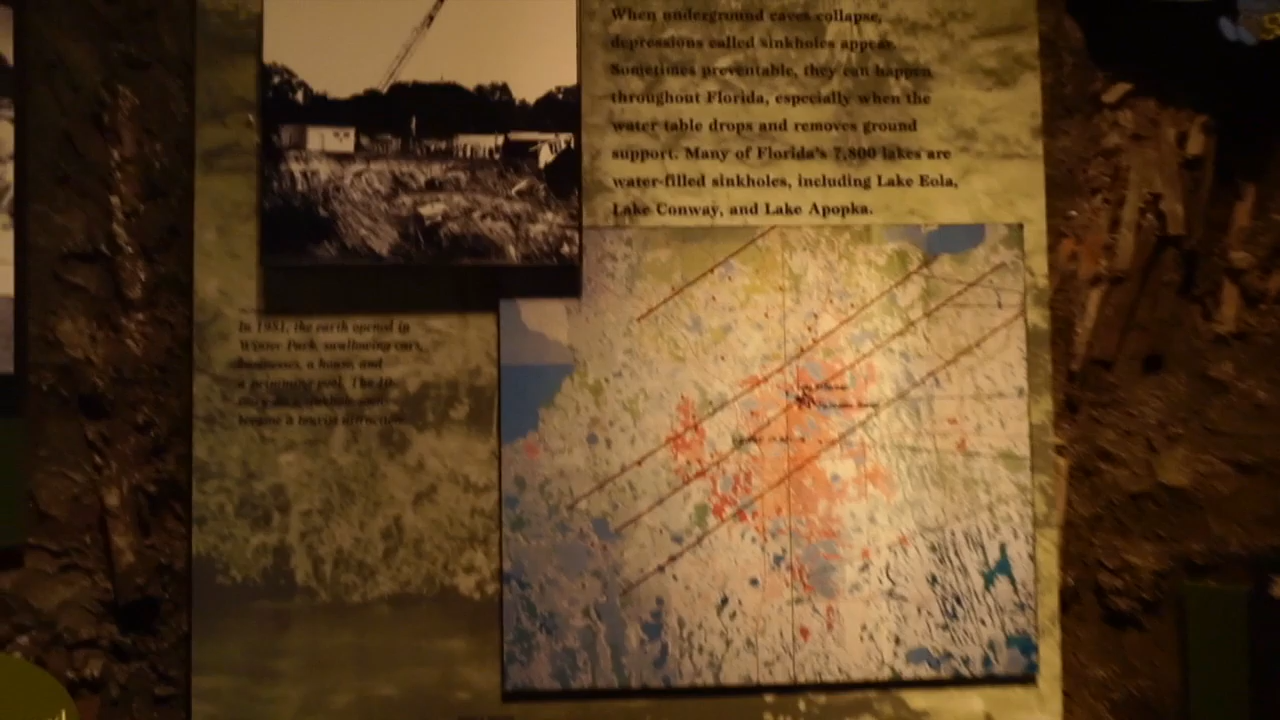 When underground caves collapse,
depressions called sinkholes appear.
Sometimes preventable, they can happen
throughout Florida, especially when the
water table drops and removes ground
support. Many of Florida's 7,800 lakes are
water-filled sinkholes, including Lake Eola,
Lake Conway, and Lake Apopka.
In 1981, the earth opened in
Winter Park, swallowing cars,
businesses, a house, and
a swimming pool. The
became a tourist attraction.